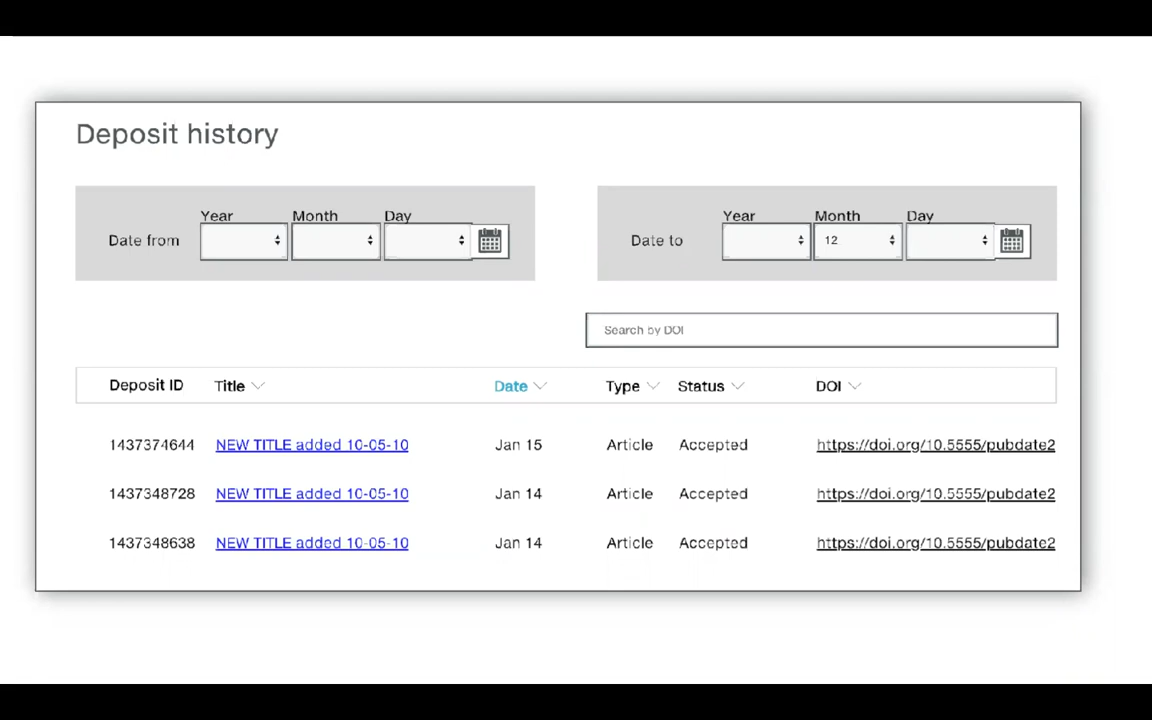 Deposit history
Year Month Day
Date from
Year Month Day
Date to 12
Search by DOI
Deposit ID Title Date Type Status DOI
1437374644 NEW TITLE added 10-05-10 Jan 15 Article Accepted https://doi.org/10.5555/pubdate2
1437348728 NEW TITLE added 10-05-10 Jan 14 Article Accepted https://doi.org/10.5555/pubdate2
1437348638 NEW TITLE added 10-05-10 Jan 14 Article Accepted https://doi.org/10.5555/pubdate2